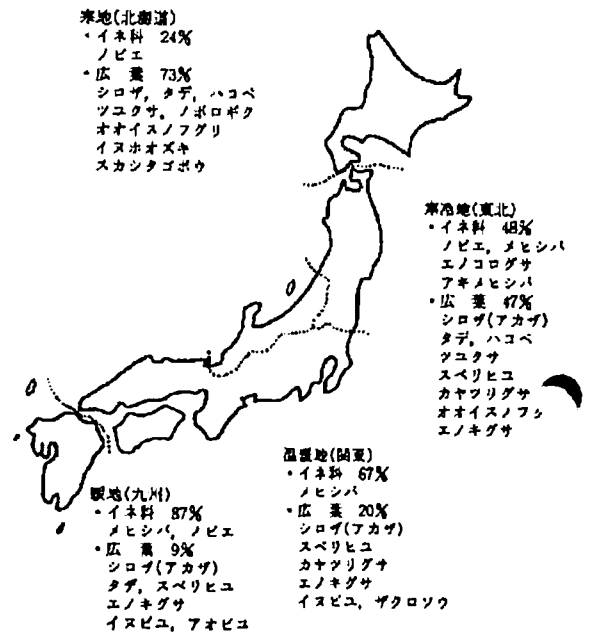 寒地(北海道)
・イネ科 24%
ノビエ
・広葉 73%
シロザ, タデ, ハコベ
ツユクサ, ノボロギク
オオイヌノフグリ
イヌホオズキ
スカシタゴボウ
寒冷地(東北)
・イネ科 48%
ノビエ, メヒシバ
エノコログサ
アキメヒシバ
・広葉 47%
シロザ(アカザ)
タデ, ハコベ
ツユクサ
スベリヒユ
カヤツリグサ
オオイヌノフグ
エノキグサ
温暖地(関東)
・イネ科 67%
メヒシバ
・広葉 20%
シロザ(アカザ)
スベリヒユ
カヤツリグサ
エノキグサ
イヌビユ, ザクロソウ
暖地(九州)
・イネ科 87%
メヒシバ, ノビエ
・広葉 9%
シロザ(アカザ)
タデ, スベリヒユ
エノキグサ
イヌビユ, アオビユ